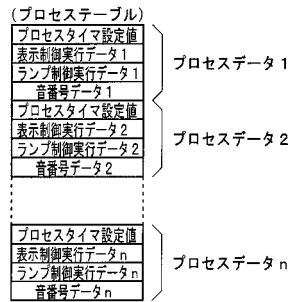 (プロセステーブル)
プロセスタイマ設定値
表示制御実行データ1
ランプ制御実行データ1
音番号データ1
プロセスデータ1
プロセスタイマ設定値
表示制御実行データ2
ランプ制御実行データ2
音番号データ2
プロセスデータ2
プロセスタイマ設定値
表示制御実行データn
ランプ制御実行データn
音番号データn
プロセスデータn